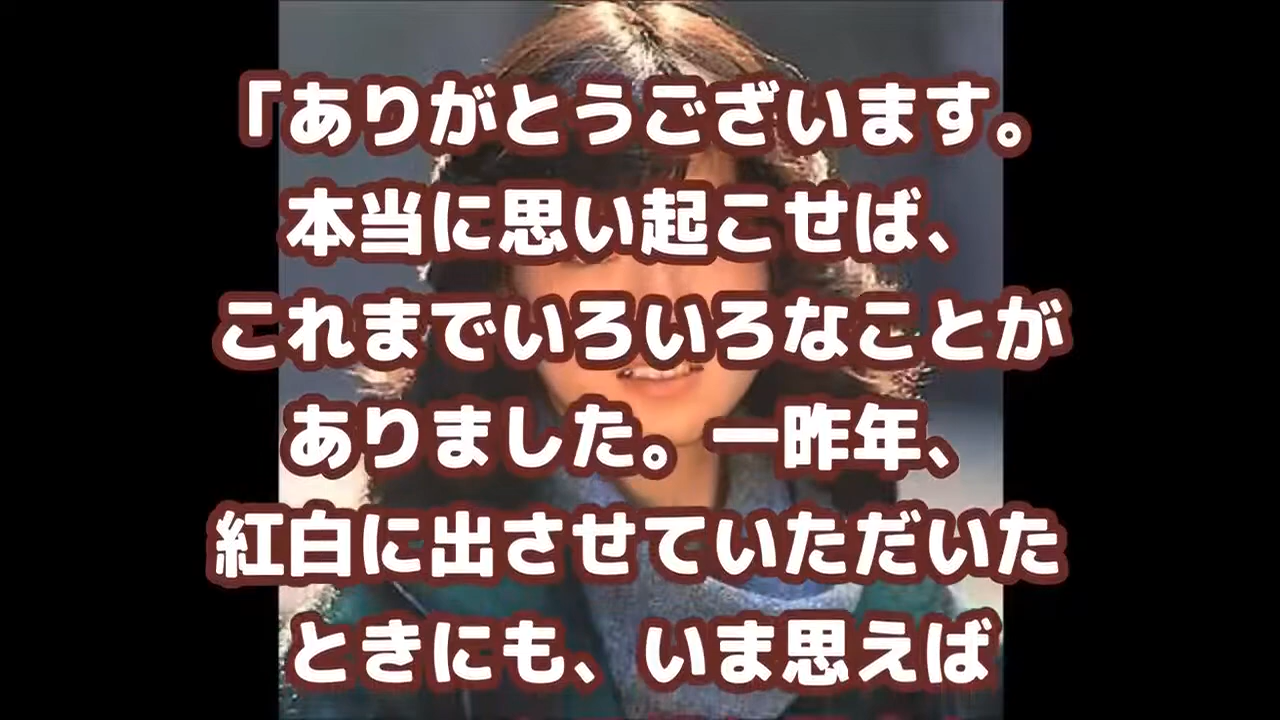 「ありがとうございます。
本当に思い起こせば、
これまでいろいろなことが
ありました。一昨年、
紅白に出させていただいた
ときにも、いま思えば